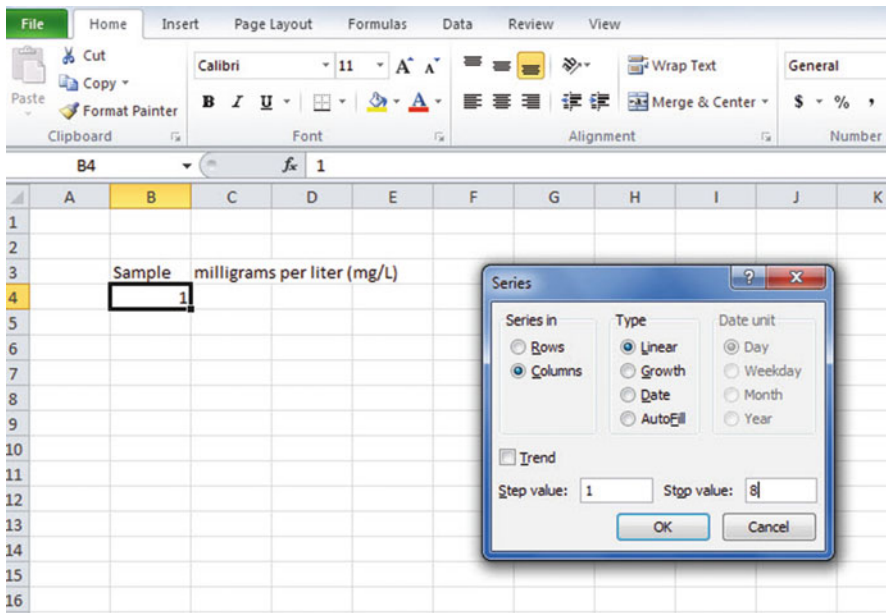 File Home Insert Page Layout Formulas Data Review View
Cut
Copy
Format Painter
Paste
Calibri 11 A A
B I U A
Wrap Text
Merge & Center
General
$ % ,
Clipboard Font Alignment Number
B4 fx 1
A B C D E F G H I J K
1
2
3 Sample milligrams per liter (mg/L)
4 1
5
6
7
8
9
10
11
12
13
14
15
16
Series ? X
Series in Type Date unit
Rows Linear Day
Columns Growth Weekday
Date Month
AutoFill Year
Trend
Step value: 1 Stop value: 8
OK Cancel